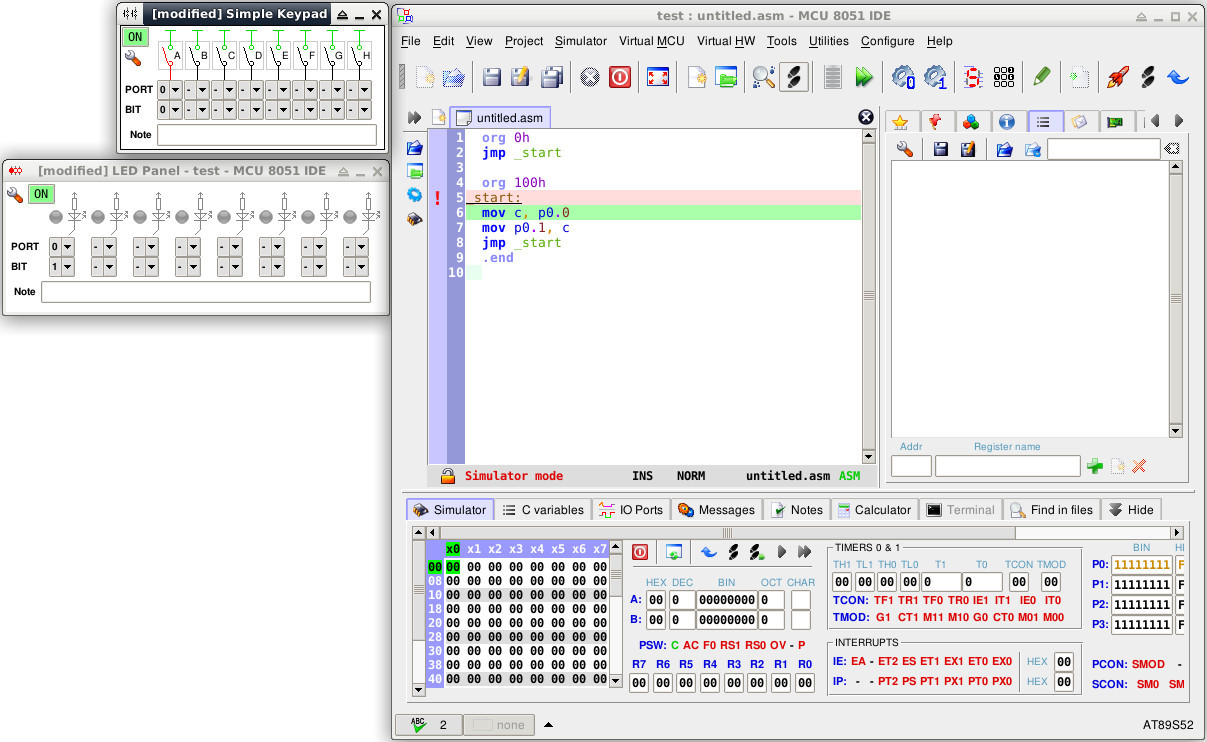 [modified] Simple Keypad
ON
A B C D E F G H
PORT 0 - - - - - - -
BIT 0 - - - - - - -
Note
[modified] LED Panel - test - MCU 8051 IDE
ON
PORT 0 - - - - - - -
BIT 1 - - - - - - -
Note
test : untitled.asm - MCU 8051 IDE
File Edit View Project Simulator Virtual MCU Virtual HW Tools Utilities Configure Help
untitled.asm
1 org 0h
2 jmp _start
3
4 org 100h
5 _start:
6 mov c, p0.0
7 mov p0.1, c
8 jmp _start
9 .end
10
Addr Register name
Simulator mode INS NORM untitled.asm ASM
Simulator C variables IO Ports Messages Notes Calculator Terminal Find in files Hide
x0 x1 x2 x3 x4 x5 x6 x7
00 00 00 00 00 00 00 00 00
08 00 00 00 00 00 00 00 00
10 00 00 00 00 00 00 00 00
18 00 00 00 00 00 00 00 00
20 00 00 00 00 00 00 00 00
28 00 00 00 00 00 00 00 00
30 00 00 00 00 00 00 00 00
38 00 00 00 00 00 00 00 00
40 00 00 00 00 00 00 00 00
HEX DEC BIN OCT CHAR
A: 00 0 00000000 0
B: 00 0 00000000 0
PSW: C AC F0 RS1 RS0 OV - P
R7 R6 R5 R4 R3 R2 R1 R0
00 00 00 00 00 00 00 00
TIMERS 0 & 1
TH1 TL1 TH0 TL0 T1 T0 TCON TMOD
00 00 00 00 0 0 00 00
TCON: TF1 TR1 TF0 TR0 IE1 IT1 IE0 IT0
TMOD: G1 CT1 M11 M10 G0 CT0 M01 M00
INTERRUPTS
IE: EA - ET2 ES ET1 EX1 ET0 EX0 HEX 00
IP: - - PT2 PS PT1 PX1 PT0 PX0 HEX 00
BIN
P0: 11111111 F
P1: 11111111 F
P2: 11111111 F
P3: 11111111 F
PCON: SMOD -
SCON: SM0 SM
ABC 2 none
AT89S52